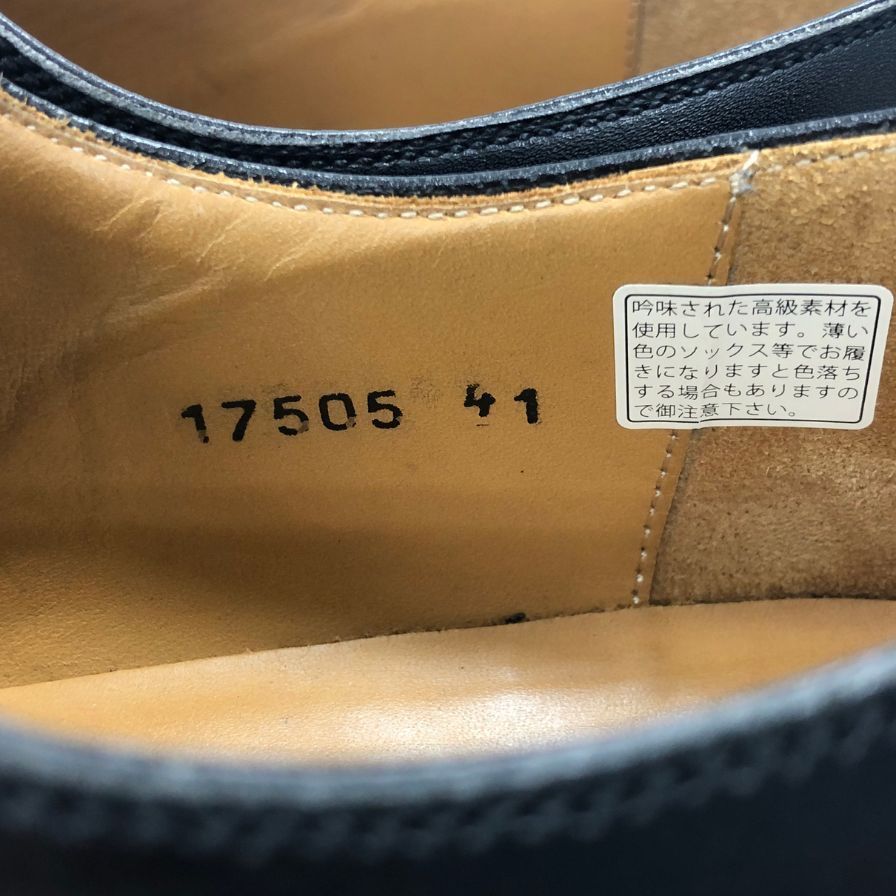 17505 41
吟味された高級素材を
使用しています。薄い
色のソックス等でお履
きになりますと色落ち
する場合もありますの
で御注意下さい。